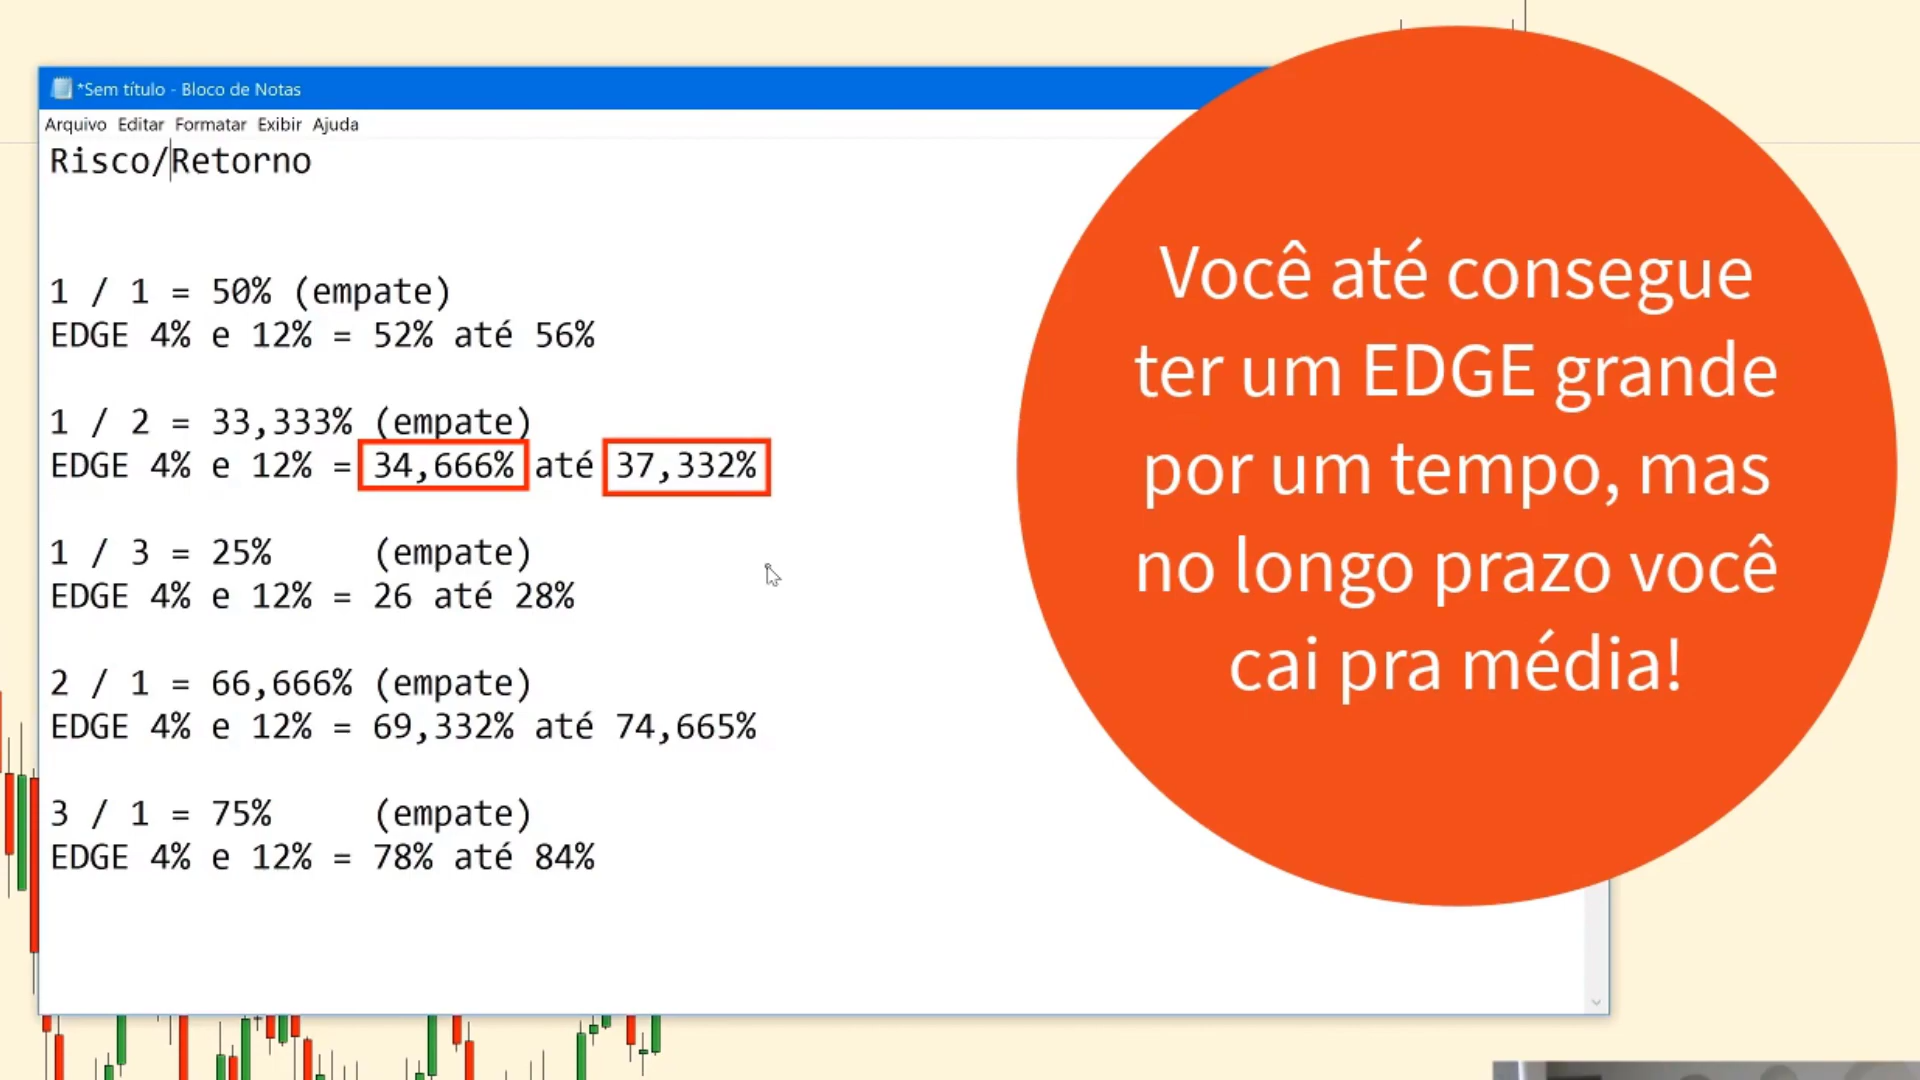 *Sem título - Bloco de Notas
Arquivo Editar Formatar Exibir Ajuda
Risco/Retorno
1 / 1 = 50% (empate)
EDGE 4% e 12% = 52% até 56%
1 / 2 = 33,333% (empate)
EDGE 4% e 12% = 34,666% até 37,332%
1 / 3 = 25% (empate)
EDGE 4% e 12% = 26 até 28%
2 / 1 = 66,666% (empate)
EDGE 4% e 12% = 69,332% até 74,665%
3 / 1 = 75% (empate)
EDGE 4% e 12% = 78% até 84%
Você até consegue
ter um EDGE grande
por um tempo, mas
no longo prazo você
cai pra média!